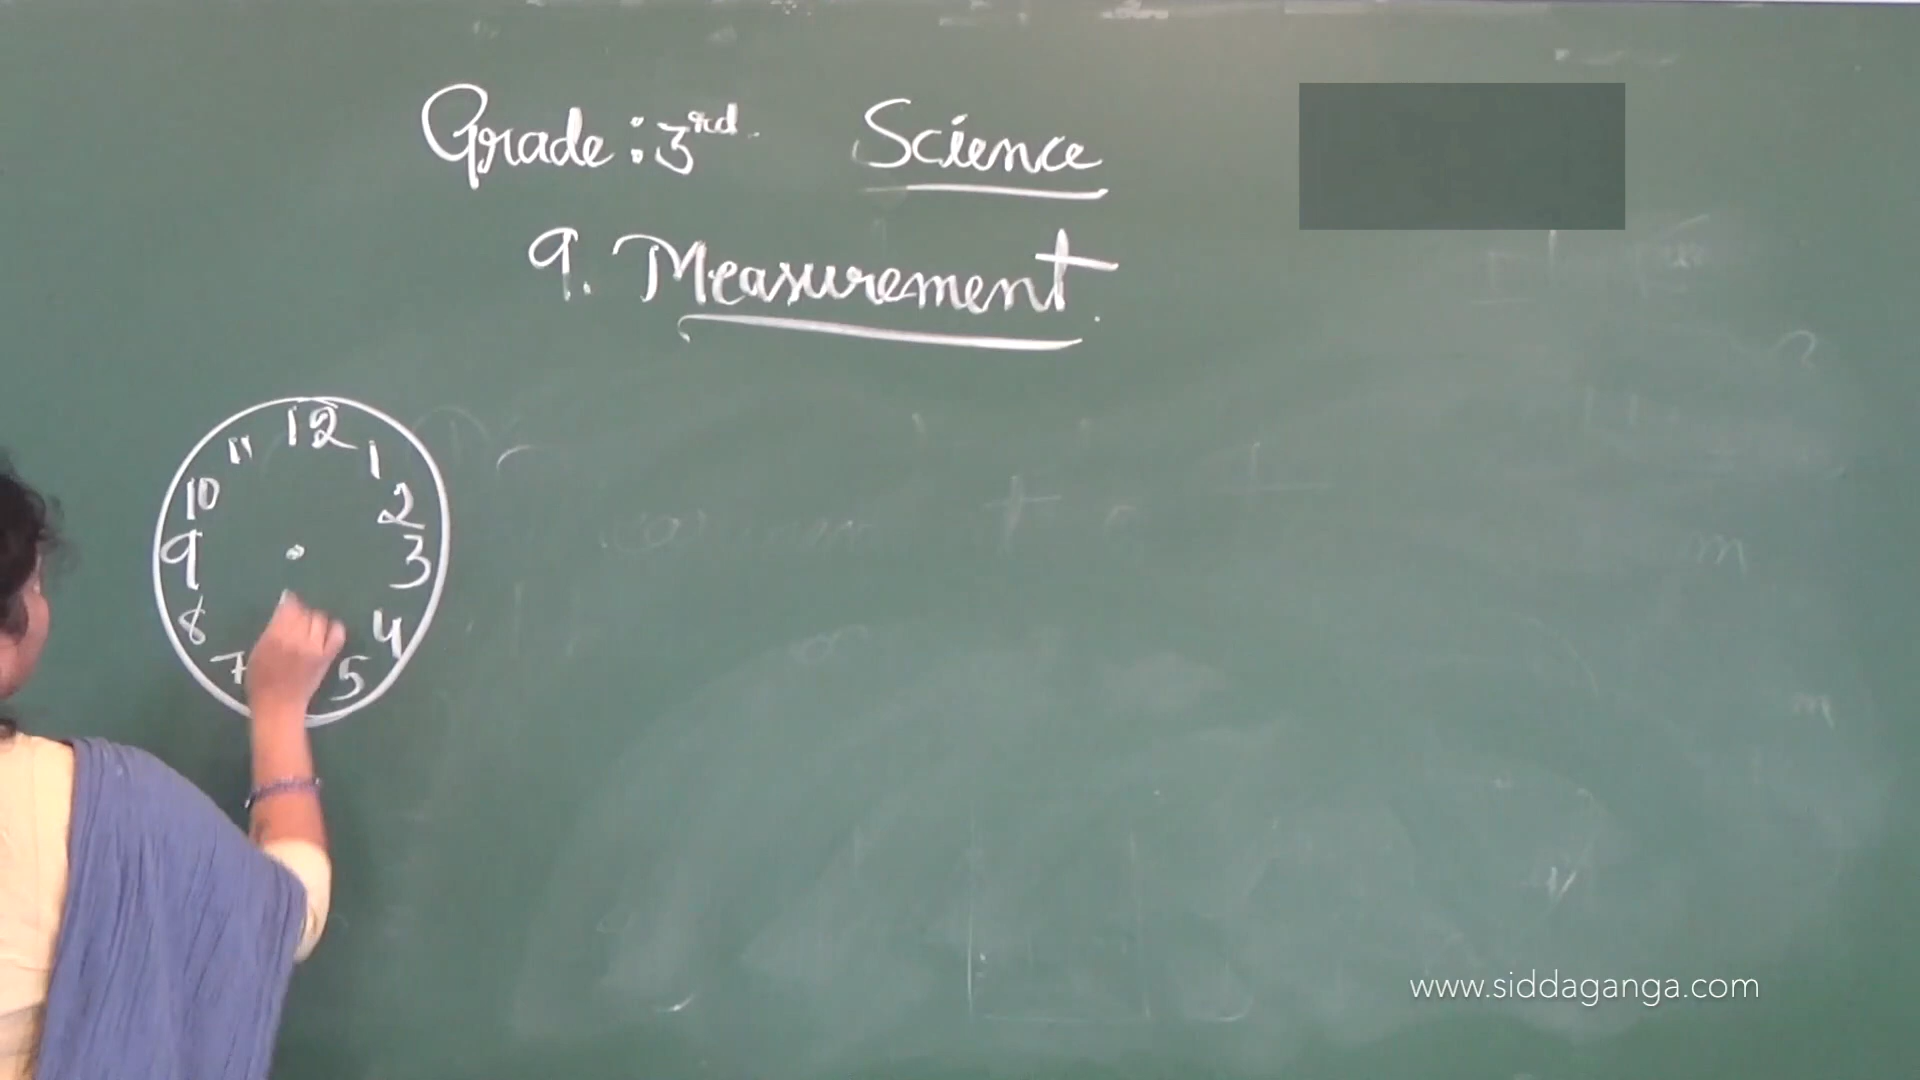 Grade : 3rd. Science
9. Measurement.
12
11 1
10 2
9 3
8 4
7 5
www.siddaganga.com